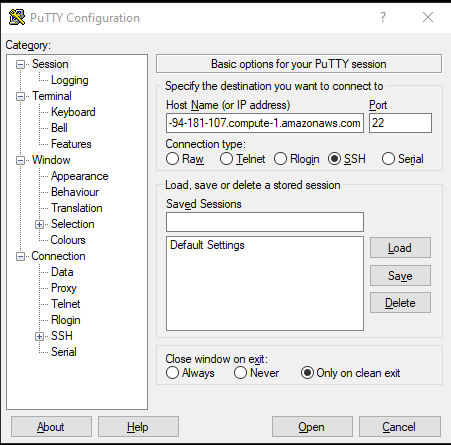 PuTTY Configuration
?
Category:
Session
Logging
Terminal
Keyboard
Bell
Features
Window
Appearance
Behaviour
Translation
Selection
Colours
Connection
Data
Proxy
Telnet
Rlogin
SSH
Serial
Basic options for your PuTTY session
Specify the destination you want to connect to
Host Name (or IP address) Port
-94-181-107.compute-1.amazonaws.com 22
Connection type:
Raw Telnet Rlogin SSH Serial
Load, save or delete a stored session
Saved Sessions
Default Settings
Load
Save
Delete
Close window on exit:
Always Never Only on clean exit
About Help Open Cancel